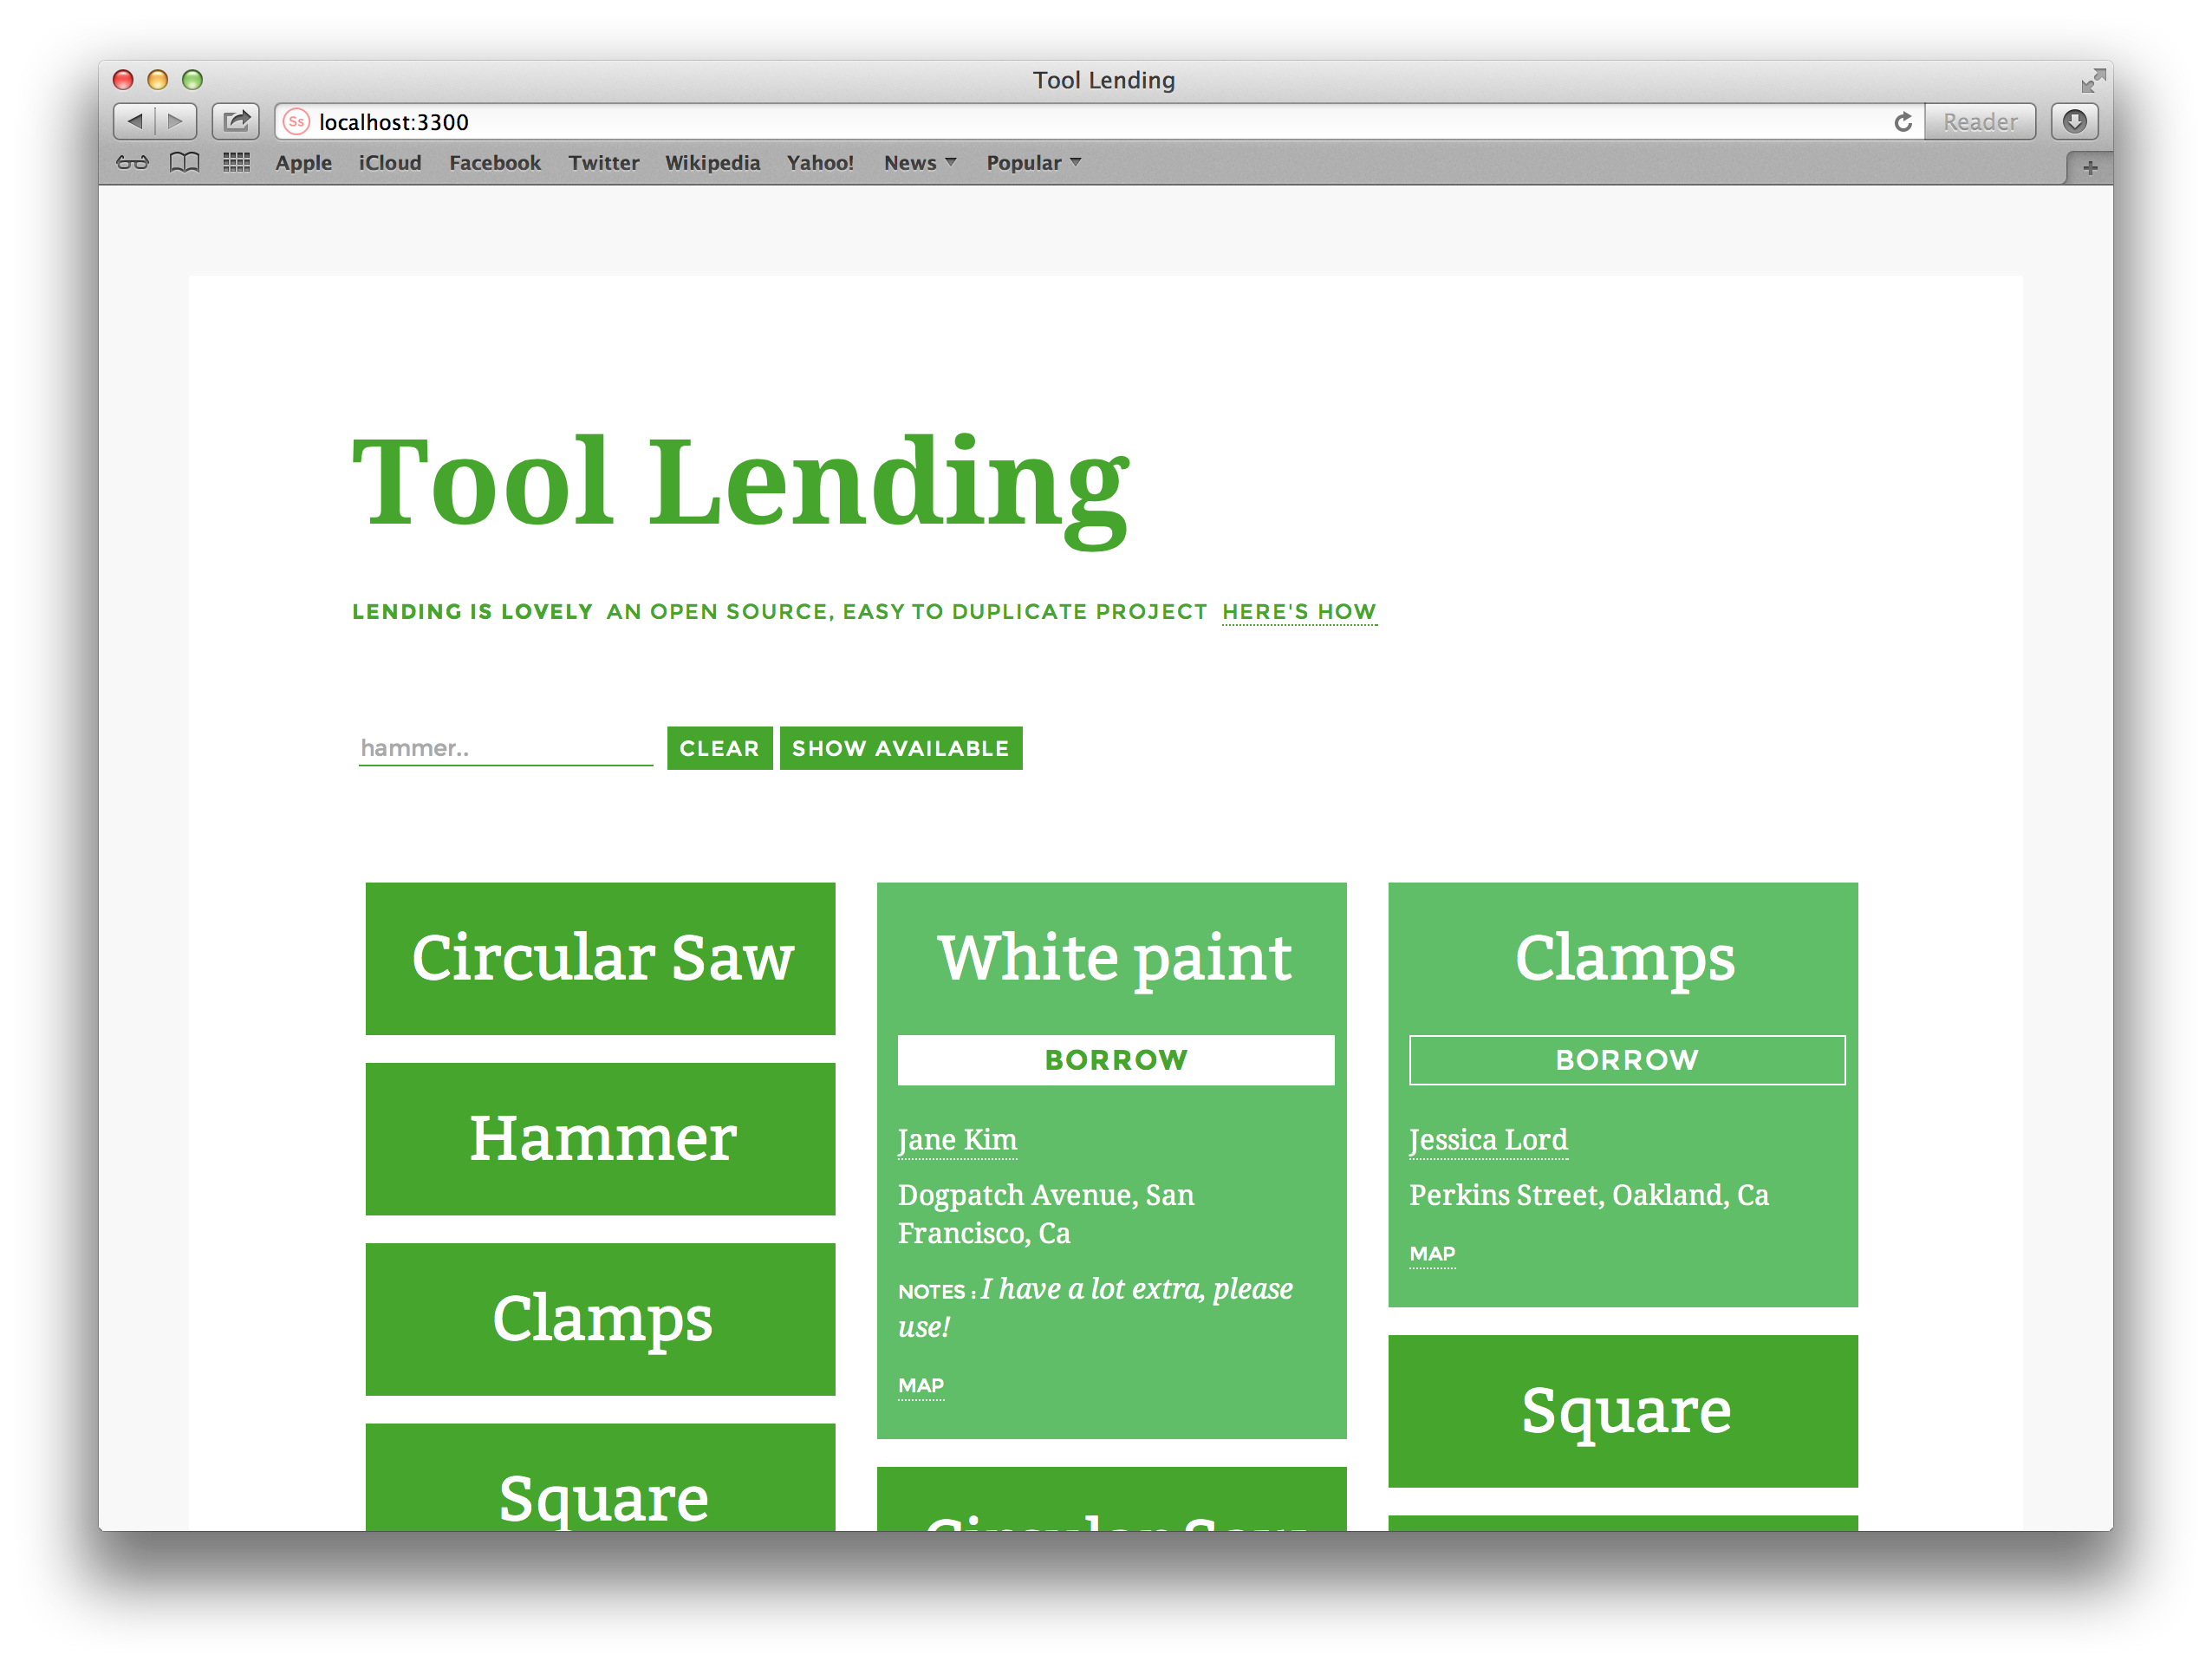 Tool Lending
Ss localhost:3300 Reader
Apple iCloud Facebook Twitter Wikipedia Yahoo! News Popular
Tool Lending
LENDING IS LOVELY AN OPEN SOURCE, EASY TO DUPLICATE PROJECT HERE'S HOW
hammer.. CLEAR SHOW AVAILABLE
Circular Saw
Hammer
Clamps
Square
White paint
BORROW
Jane Kim
Dogpatch Avenue, San
Francisco, Ca
NOTES : I have a lot extra, please
use!
MAP
Circular Saw
Clamps
BORROW
Jessica Lord
Perkins Street, Oakland, Ca
MAP
Square